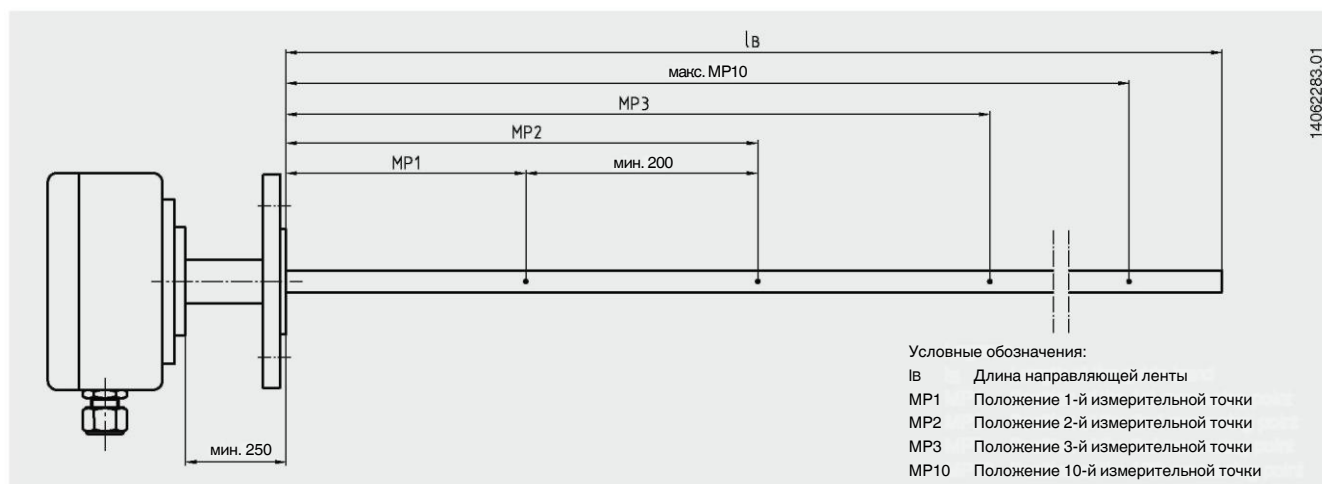 lB
макс. MP10
MP3
MP2
MP1
мин. 200
мин. 250
14062283.01
Условные обозначения:
lB Длина направляющей ленты
MP1 Положение 1-й измерительной точки
MP2 Положение 2-й измерительной точки
MP3 Положение 3-й измерительной точки
MP10 Положение 10-й измерительной точки